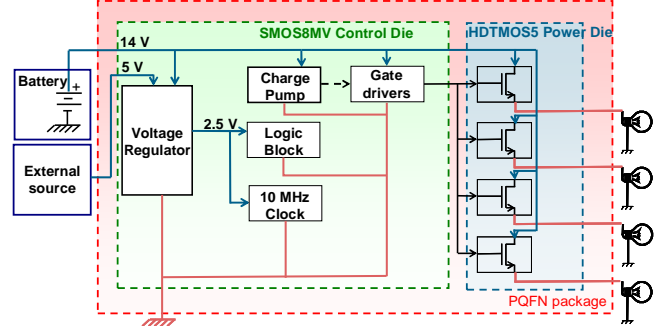 SMOS8MV Control Die
HDTMOS5 Power Die
14 V
5 V
Battery
+
Charge
Pump
Gate
drivers
Voltage
Regulator
2.5 V
Logic
Block
External
source
10 MHz
Clock
PQFN package